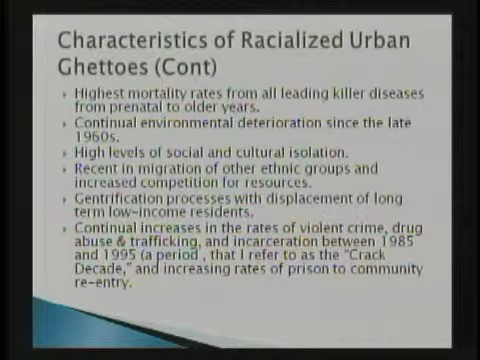 Characteristics of Racialized Urban
Ghettoes (Cont)
Highest mortality rates from all leading killer diseases
from prenatal to older years.
Continual environmental deterioration since the late
1960s.
High levels of social and cultural isolation.
Recent in migration of other ethnic groups and
increased competition for resources.
Gentrification processes with displacement of long
term low-income residents.
Continual increases in the rates of violent crime, drug
abuse & trafficking, and incarceration between 1985
and 1995 (a period , that I refer to as the "Crack
Decade," and increasing rates of prison to community
re-entry.